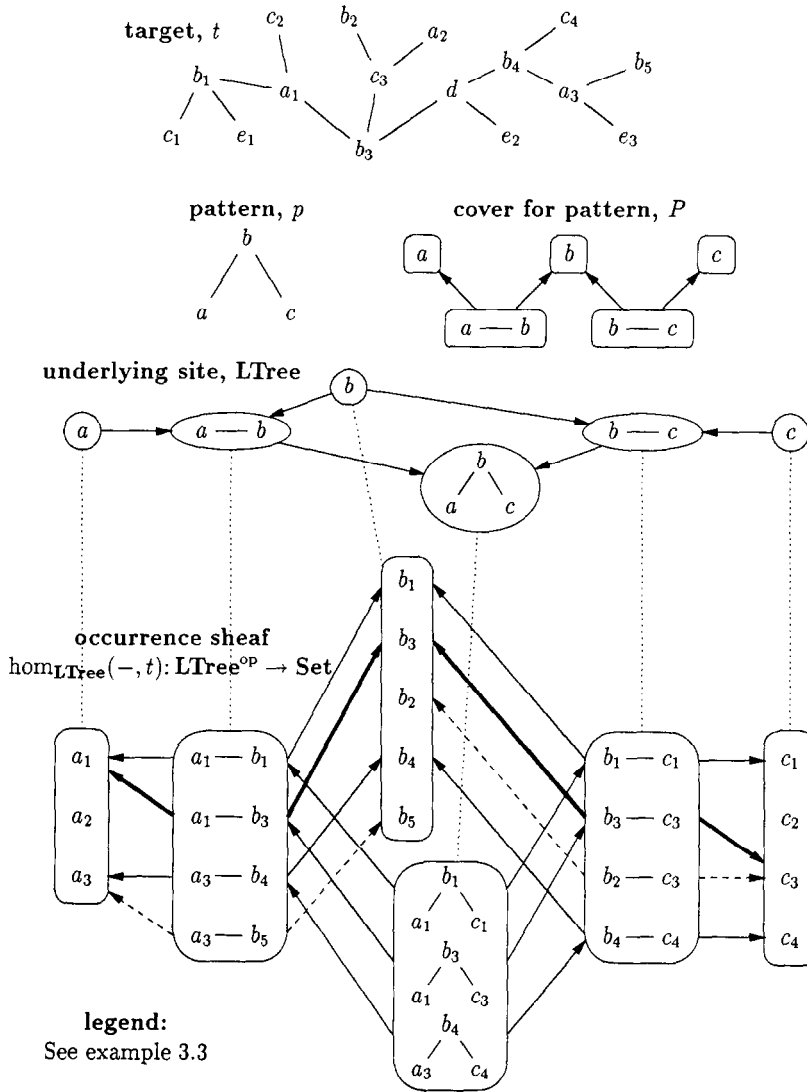 target, t
c₂ b₂ a₂ c₄
b₁ a₁ c₃ d b₄ a₃ b₅
c₁ e₁ b₃ e₂ e₃
pattern, p
b
a c
cover for pattern, P
a b c
a — b b — c
underlying site, LTree
b
a a — b b — c c
b
a c
occurrence sheaf
hom_LTree(−, t): LTree^op → Set
b₁
b₃
b₂
b₄
b₅
a₁
a₂
a₃
a₁ — b₁
a₁ — b₃
a₃ — b₄
a₃ — b₅
b₁
a₁ c₁
b₃
a₁ c₃
b₄
a₃ c₄
b₁ — c₁
b₃ — c₃
b₂ — c₃
b₄ — c₄
c₁
c₂
c₃
c₄
legend:
See example 3.3